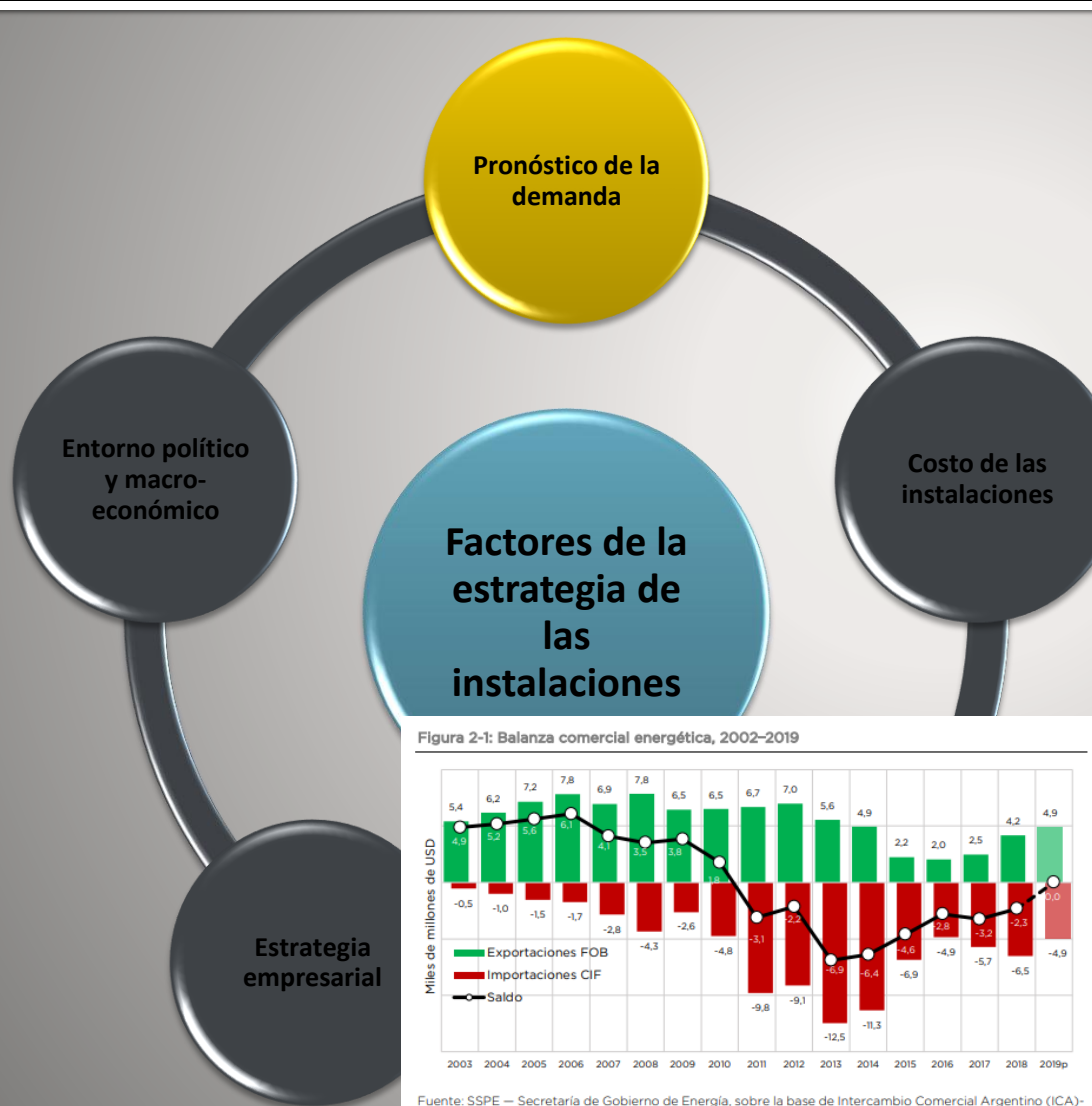 Pronóstico de la
demanda
Entorno político
y macro-
económico
Costo de las
instalaciones
Factores de la
estrategia de
las
instalaciones
Estrategia
empresarial
Figura 2-1: Balanza comercial energética, 2002–2019
Miles de millones de USD
5,4 6,2 7,2 7,8 6,9 7,8 6,5 6,5 6,7 7,0 5,6 4,9 2,2 2,0 2,5 4,2 4,9
4,9 5,2 5,6 6,1 4,1 3,5 3,8 1,8 -3,1 -2,2 -6,9 -6,4 -4,6 -2,8 -3,2 -2,3 0,0
-0,5 -1,0 -1,5 -1,7 -2,8 -4,3 -2,6 -4,8 -9,8 -9,1 -12,5 -11,3 -6,9 -4,9 -5,7 -6,5 -4,9
Exportaciones FOB
Importaciones CIF
Saldo
2003 2004 2005 2006 2007 2008 2009 2010 2011 2012 2013 2014 2015 2016 2017 2018 2019p
Fuente: SSPE — Secretaría de Gobierno de Energía, sobre la base de Intercambio Comercial Argentino (ICA)-